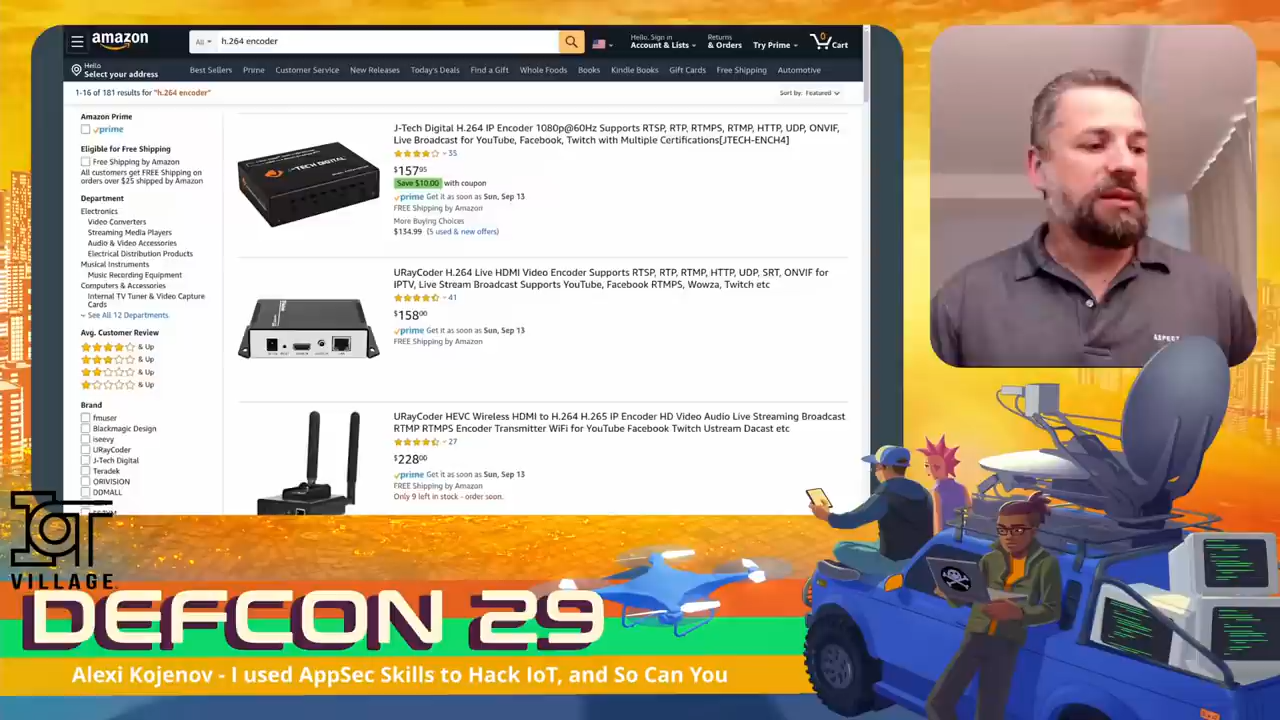 amazon
All
h.264 encoder
Hello, Sign in
Account & Lists
Returns
& Orders
Try Prime
0
Cart
Hello
Select your address
Best Sellers
Prime
Customer Service
New Releases
Today's Deals
Find a Gift
Whole Foods
Books
Kindle Books
Gift Cards
Free Shipping
Automotive
1-16 of 181 results for "h.264 encoder"
Sort by: Featured
Amazon Prime
prime
Eligible for Free Shipping
Free Shipping by Amazon
All customers get FREE Shipping on
orders over $25 shipped by Amazon
Department
Electronics
Video Converters
Streaming Media Players
Audio & Video Accessories
Electrical Distribution Products
Musical Instruments
Music Recording Equipment
Computers & Accessories
Internal TV Tuner & Video Capture
Cards
See All 12 Departments
Avg. Customer Review
& Up
& Up
& Up
& Up
Brand
fmuser
Blackmagic Design
iseevy
URayCoder
J-Tech Digital
Teradek
ORIVISION
DDMALL
J-TECH DIGITAL
J-Tech Digital H.264 IP Encoder 1080p@60Hz Supports RTSP, RTP, RTMPS, RTMP, HTTP, UDP, ONVIF,
Live Broadcast for YouTube, Facebook, Twitch with Multiple Certifications[JTECH-ENCH4]
35
$15795
Save $10.00 with coupon
prime Get it as soon as Sun, Sep 13
FREE Shipping by Amazon
More Buying Choices
$134.99 (5 used & new offers)
URayCoder H.264 Live HDMI Video Encoder Supports RTSP, RTP, RTMP, HTTP, UDP, SRT, ONVIF for
IPTV, Live Stream Broadcast Supports YouTube, Facebook RTMPS, Wowza, Twitch etc
41
$15800
prime Get it as soon as Sun, Sep 13
FREE Shipping by Amazon
URayCoder HEVC Wireless HDMI to H.264 H.265 IP Encoder HD Video Audio Live Streaming Broadcast
RTMP RTMPS Encoder Transmitter WiFi for YouTube Facebook Twitch Ustream Dacast etc
27
$22800
prime Get it as soon as Sun, Sep 13
FREE Shipping by Amazon
Only 9 left in stock - order soon.
IoT
VILLAGE
DEFCON 29
Alexi Kojenov - I used AppSec Skills to Hack IoT, and So Can You